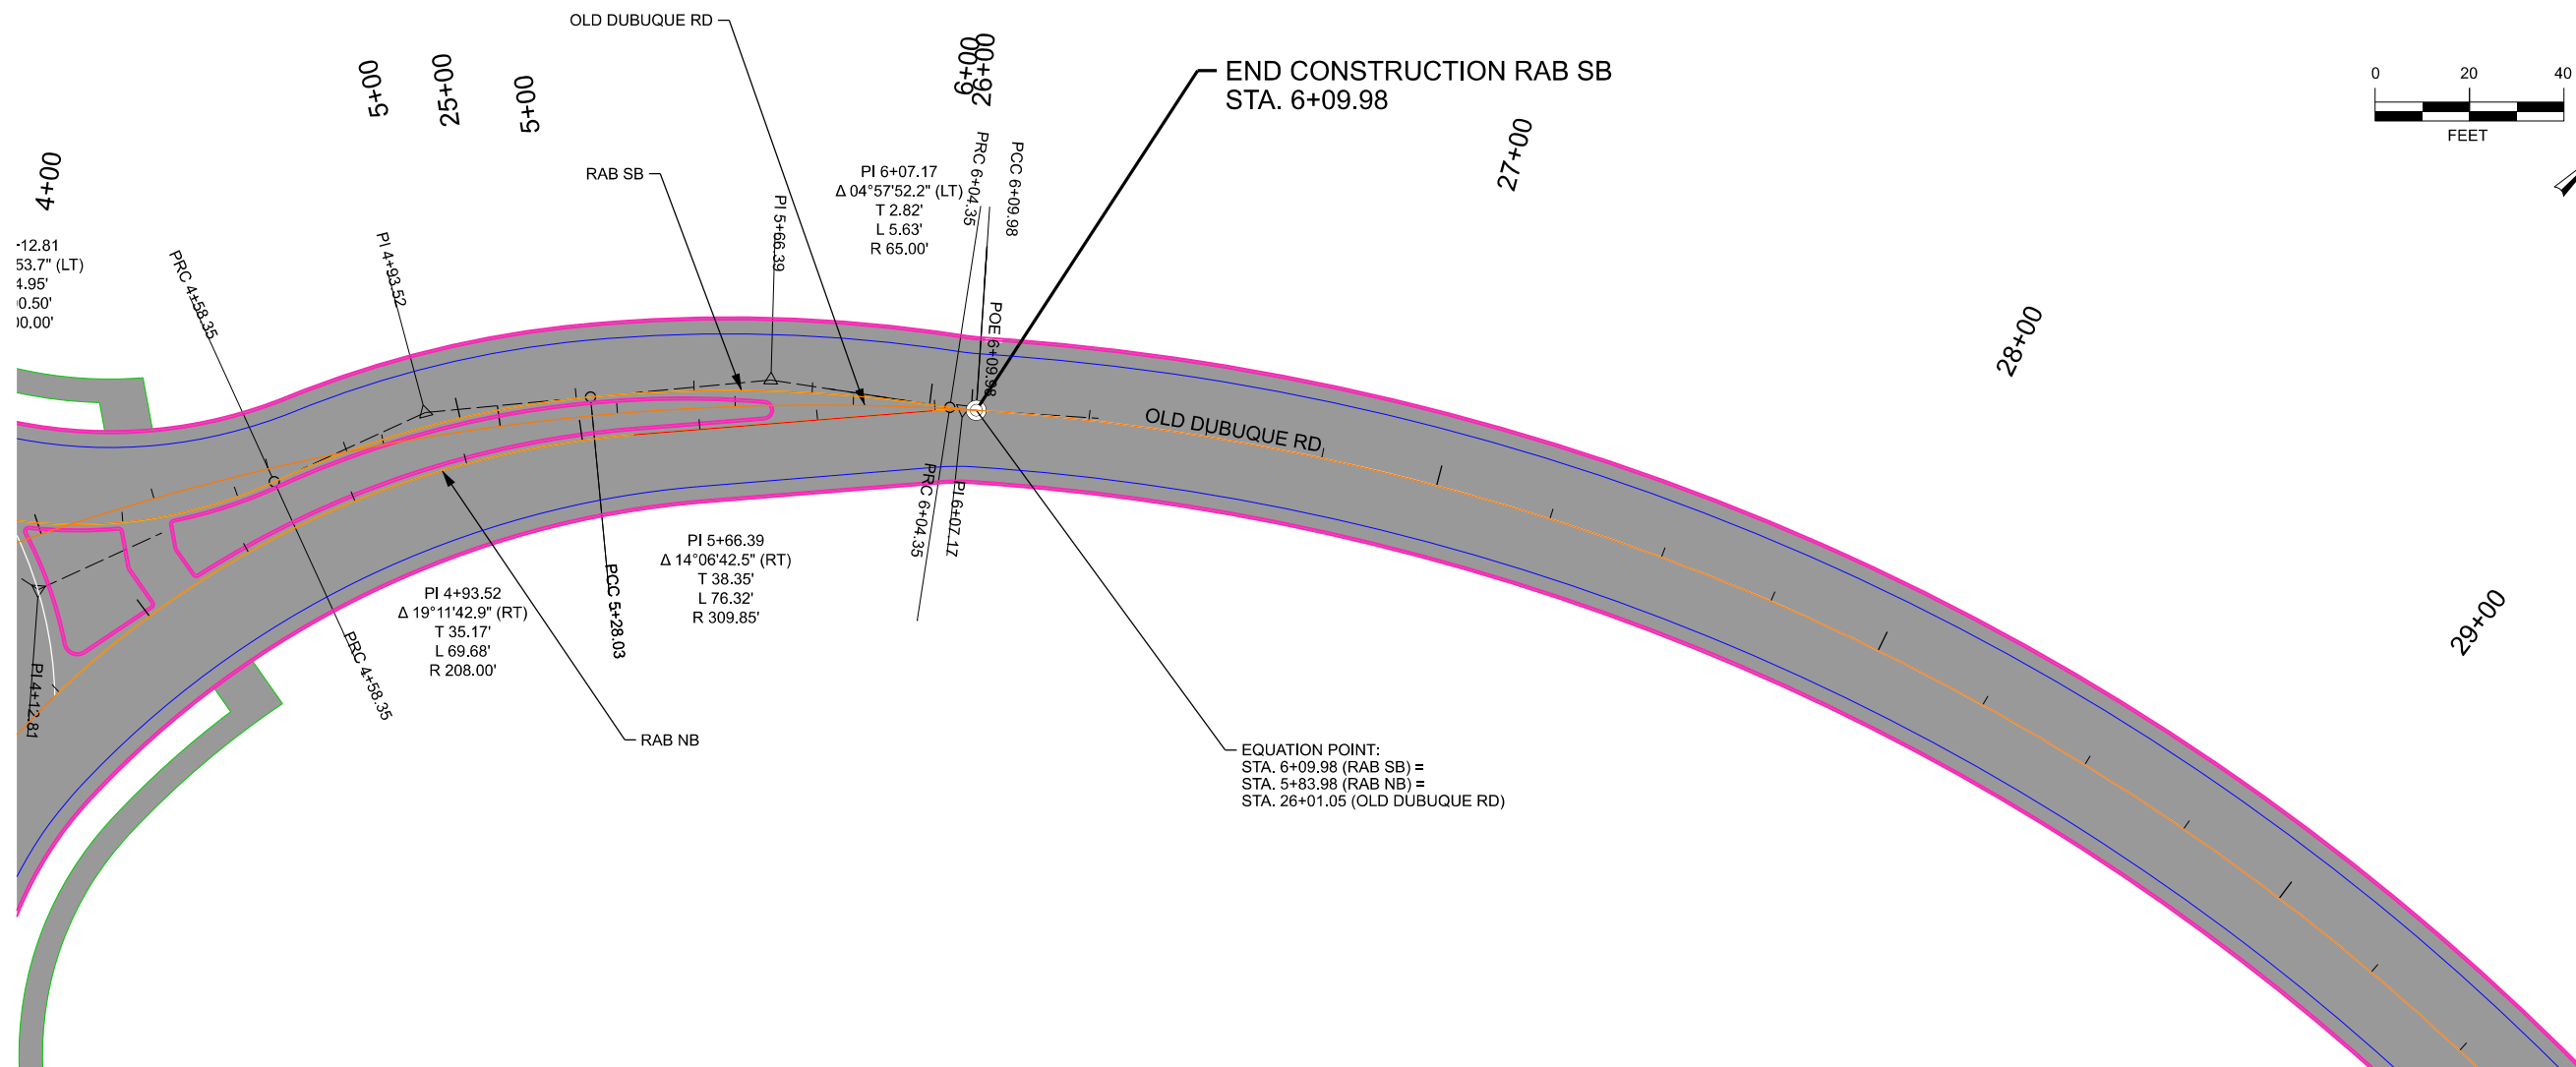 OLD DUBUQUE RD
5+00
25+00
5+00
6+00
26+00
END CONSTRUCTION RAB SB
STA. 6+09.98
0 20 40
FEET
4+00
27+00
28+00
29+00
RAB SB
PI 5+66.39
PI 6+07.17
Δ 04°57'52.2" (LT)
T 2.82'
L 5.63'
R 65.00'
PRC 6+04.35
PCC 6+09.98
-12.81
53.7" (LT)
4.95'
0.50'
00.00'
PRC 4+58.35
PI 4+93.52
POE 6+09.98
OLD DUBUQUE RD
PRC 6+04.35
PI 6+07.17
PI 5+66.39
Δ 14°06'42.5" (RT)
T 38.35'
L 76.32'
R 309.85'
PCC 5+28.03
PI 4+93.52
Δ 19°11'42.9" (RT)
T 35.17'
L 69.68'
R 208.00'
PRC 4+58.35
PI 4+12.81
RAB NB
EQUATION POINT:
STA. 6+09.98 (RAB SB) =
STA. 5+83.98 (RAB NB) =
STA. 26+01.05 (OLD DUBUQUE RD)